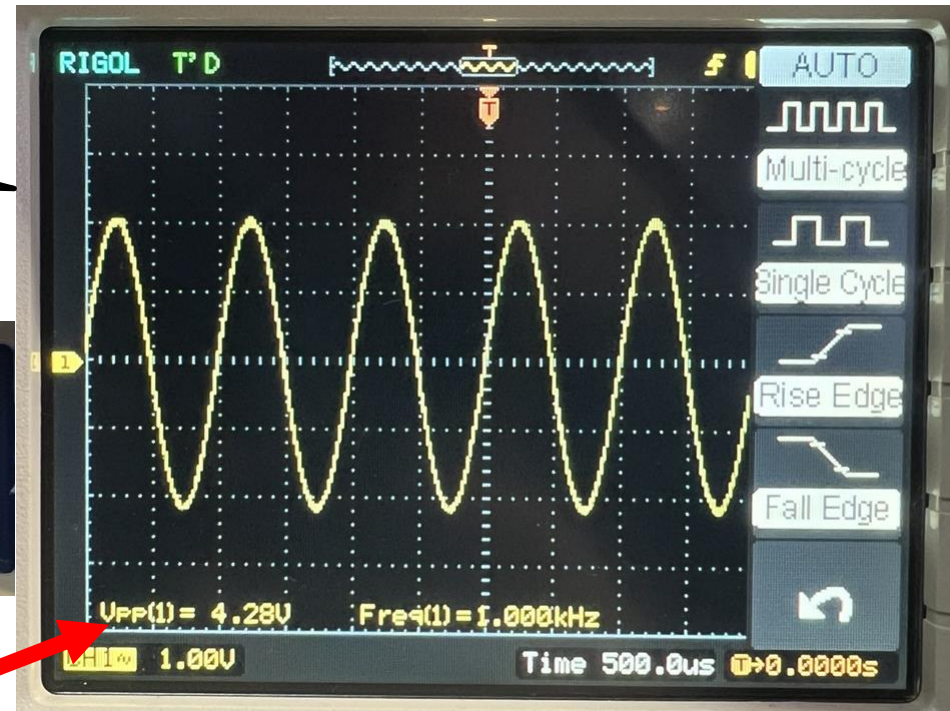 RIGOL T'D T AUTO
T
Multi-cycle
Single Cycle
Rise Edge
1
Fall Edge
Vpp(1)= 4.28V Freq(1)=1.000kHz
CH1 1.00V Time 500.0us T→0.0000s